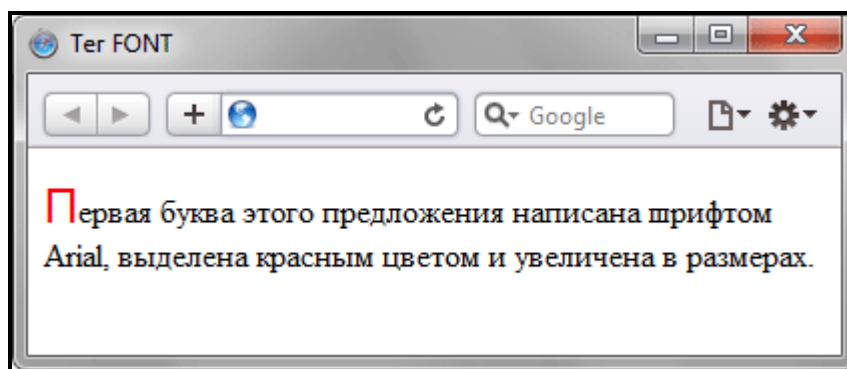 Тег FONT
Google
Первая буква этого предложения написана шрифтом
Arial, выделена красным цветом и увеличена в размерах.